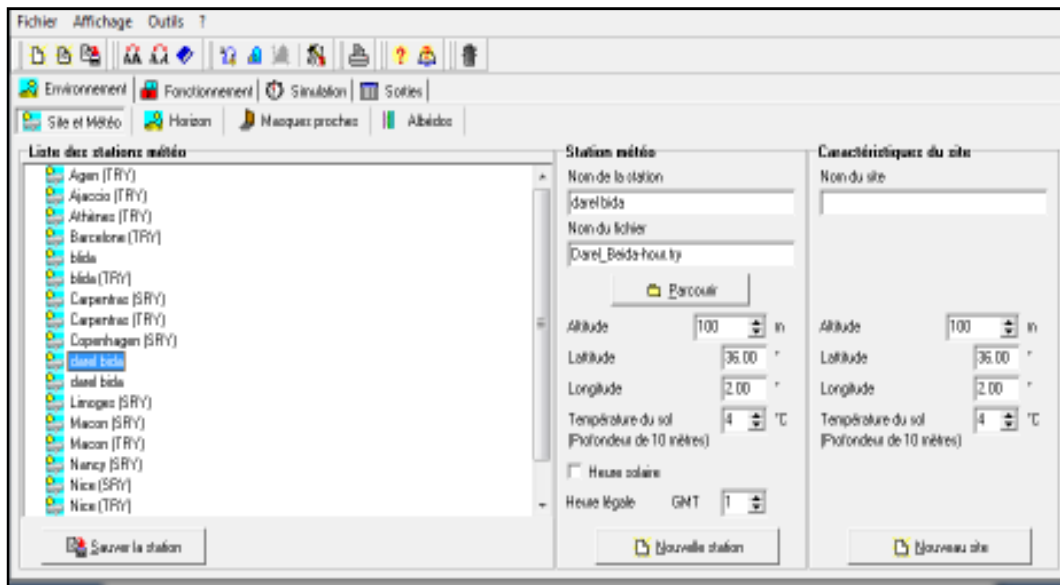 Fichier Affichage Outils ?
Environnement Fonctionnement Simulation Sorties
Site et Météo Horizon Masques proches Albédos
Liste des stations météo
Agen (TRY)
Ajaccio (TRY)
Athènes (TRY)
Barcelone (TRY)
blida
blida (TRY)
Carpentras (SRY)
Carpentras (TRY)
Copenhagen (SRY)
darel bida
darel bida
Limoges (SRY)
Macon (SRY)
Macon (TRY)
Nancy (SRY)
Nice (SRY)
Nice (TRY)
Sauver la station
Station météo
Nom de la station
darel bida
Nom du fichier
Darel_Beida-hour.try
Parcourir
Altitude 100 m
Latitude 36.00 °
Longitude 2.00 °
Température du sol 4 °C
(Profondeur de 10 mètres)
Heure solaire
Heure légale GMT 1
Nouvelle station
Caractéristiques du site
Nom du site
Altitude 100 m
Latitude 36.00 °
Longitude 2.00 °
Température du sol 4 °C
(Profondeur de 10 mètres)
Nouveau site